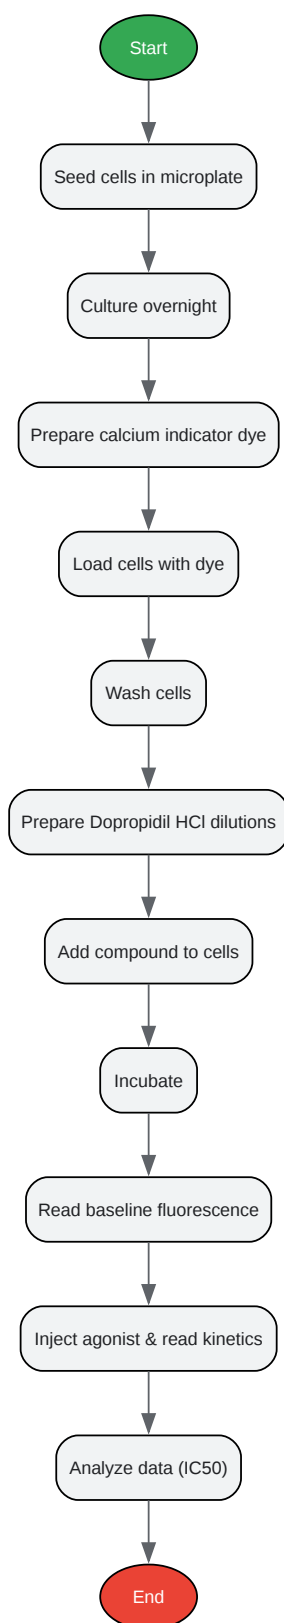 Start
Seed cells in microplate
Culture overnight
Prepare calcium indicator dye
Load cells with dye
Wash cells
Prepare Dopropidil HCl dilutions
Add compound to cells
Incubate
Read baseline fluorescence
Inject agonist & read kinetics
Analyze data (IC50)
End